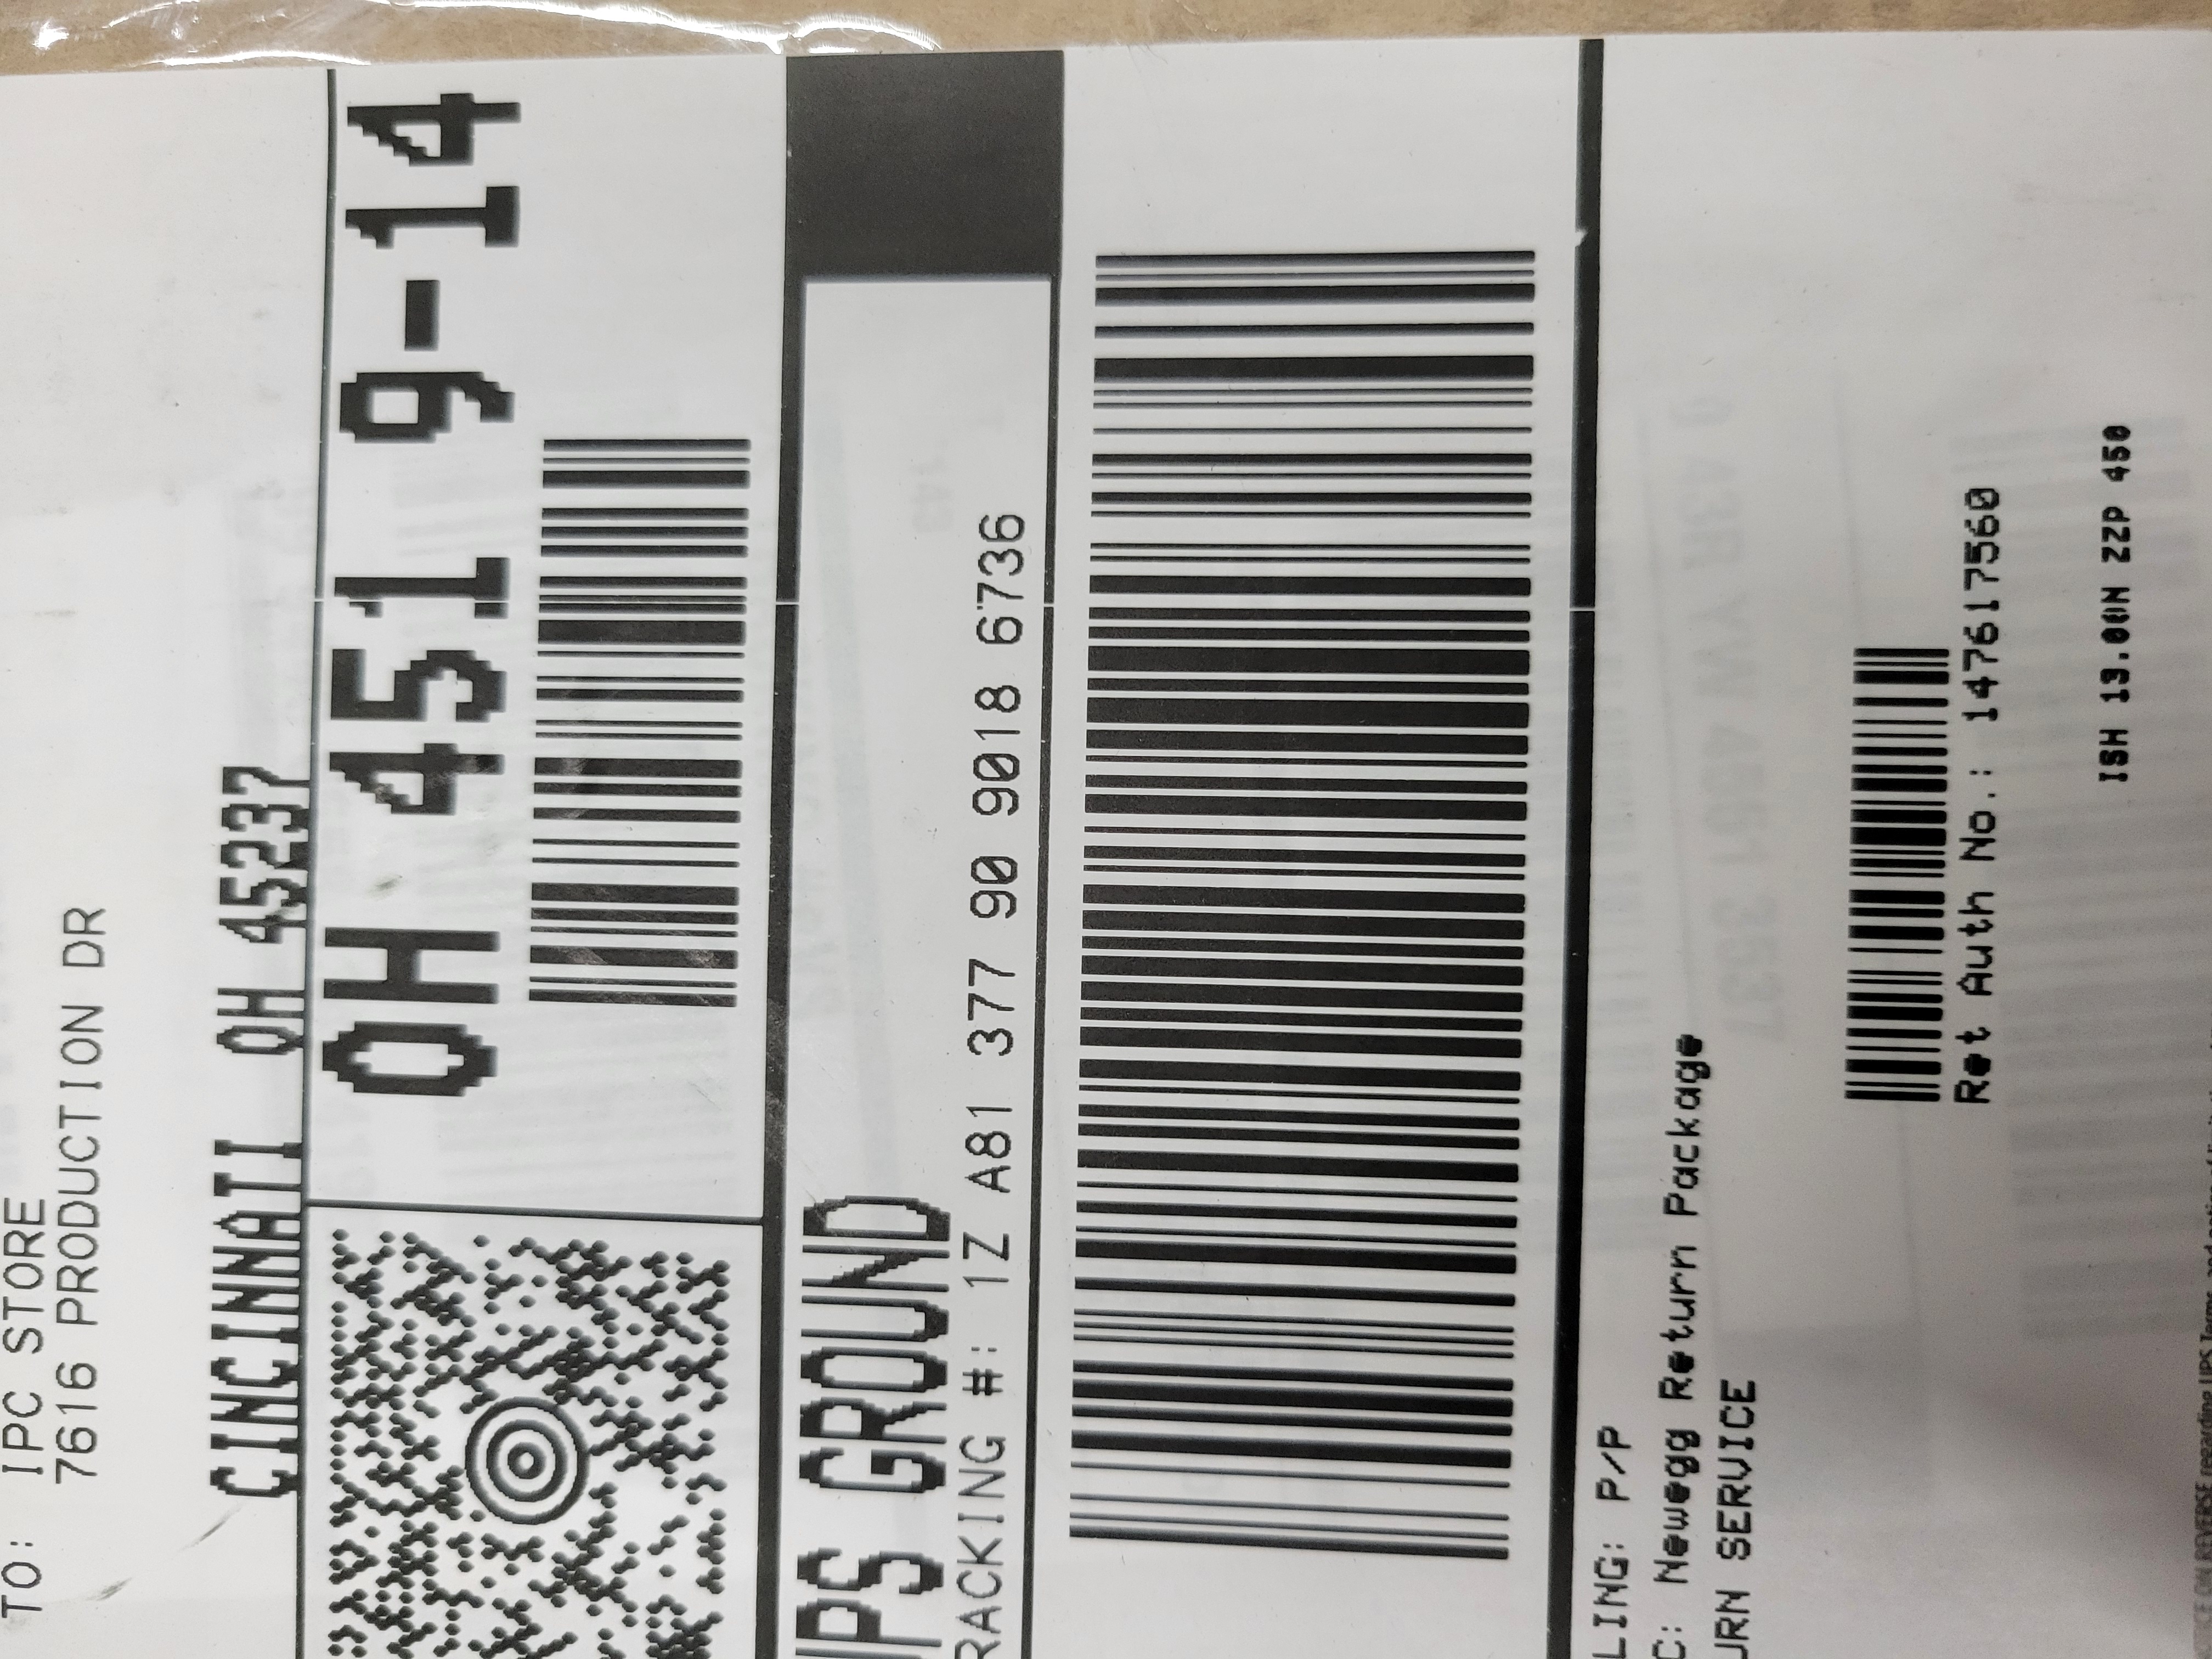 TO: IPC STORE
7616 PRODUCTION DR
CINCINNATI OH 45237
OH 451 9-14
UPS GROUND
TRACKING #: 1Z A81 377 90 9018 6736
LING: P/P
C: Newegg Return Package
URN SERVICE
Ret Auth No.: 147617560
ISH 13.00N ZZP 450